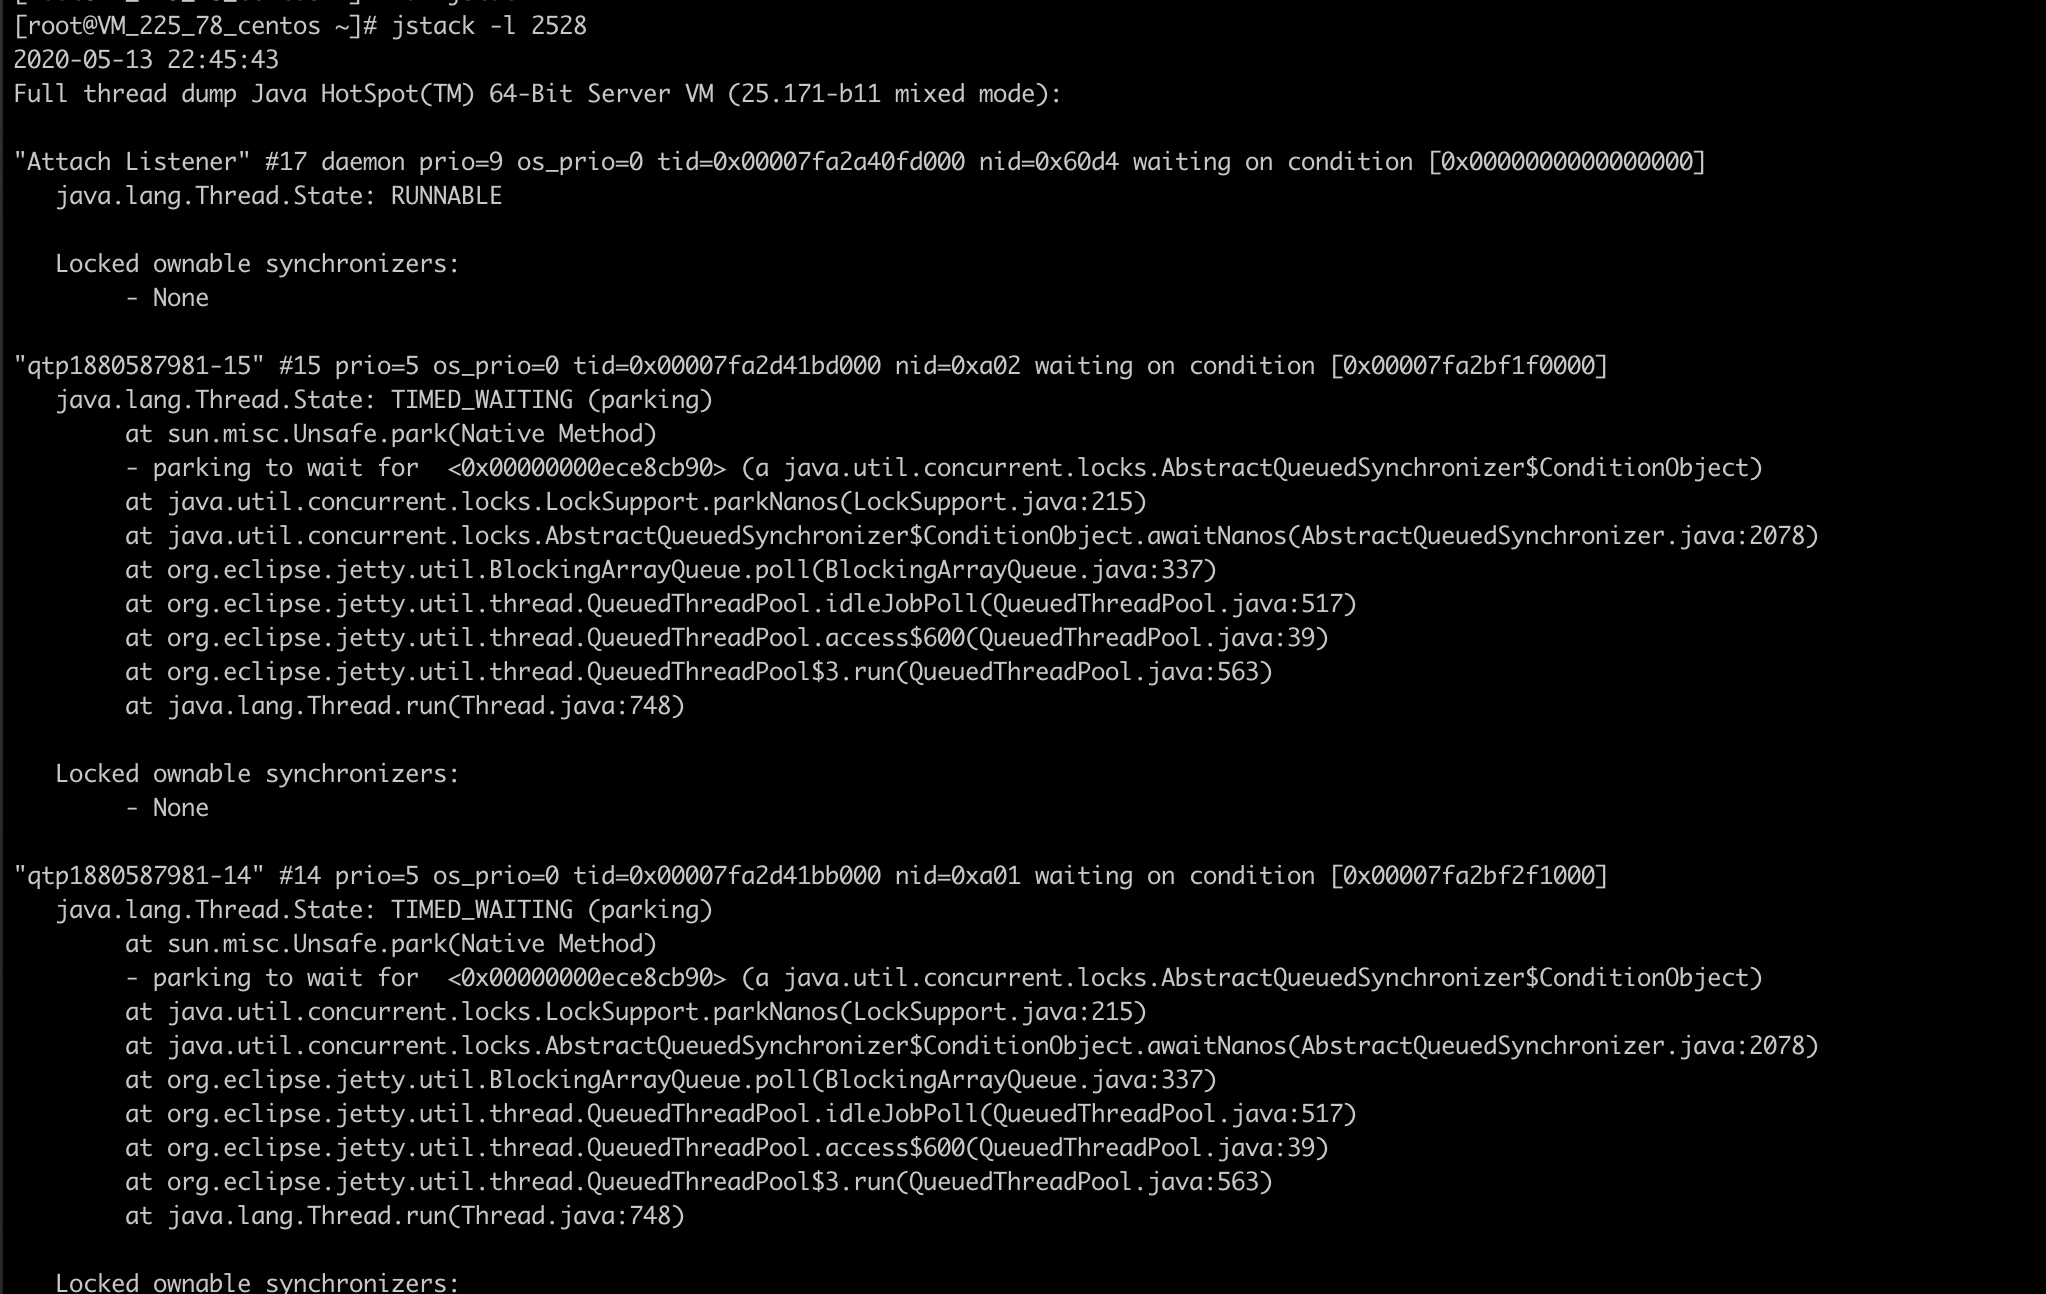 [root@VM_225_78_centos ~]# jstack -l 2528
2020-05-13 22:45:43
Full thread dump Java HotSpot(TM) 64-Bit Server VM (25.171-b11 mixed mode):

"Attach Listener" #17 daemon prio=9 os_prio=0 tid=0x00007fa2a40fd000 nid=0x60d4 waiting on condition [0x0000000000000000]
   java.lang.Thread.State: RUNNABLE

   Locked ownable synchronizers:
        - None

"qtp1880587981-15" #15 prio=5 os_prio=0 tid=0x00007fa2d41bd000 nid=0xa02 waiting on condition [0x00007fa2bf1f0000]
   java.lang.Thread.State: TIMED_WAITING (parking)
        at sun.misc.Unsafe.park(Native Method)
        - parking to wait for  <0x00000000ece8cb90> (a java.util.concurrent.locks.AbstractQueuedSynchronizer$ConditionObject)
        at java.util.concurrent.locks.LockSupport.parkNanos(LockSupport.java:215)
        at java.util.concurrent.locks.AbstractQueuedSynchronizer$ConditionObject.awaitNanos(AbstractQueuedSynchronizer.java:2078)
        at org.eclipse.jetty.util.BlockingArrayQueue.poll(BlockingArrayQueue.java:337)
        at org.eclipse.jetty.util.thread.QueuedThreadPool.idleJobPoll(QueuedThreadPool.java:517)
        at org.eclipse.jetty.util.thread.QueuedThreadPool.access$600(QueuedThreadPool.java:39)
        at org.eclipse.jetty.util.thread.QueuedThreadPool$3.run(QueuedThreadPool.java:563)
        at java.lang.Thread.run(Thread.java:748)

   Locked ownable synchronizers:
        - None

"qtp1880587981-14" #14 prio=5 os_prio=0 tid=0x00007fa2d41bb000 nid=0xa01 waiting on condition [0x00007fa2bf2f1000]
   java.lang.Thread.State: TIMED_WAITING (parking)
        at sun.misc.Unsafe.park(Native Method)
        - parking to wait for  <0x00000000ece8cb90> (a java.util.concurrent.locks.AbstractQueuedSynchronizer$ConditionObject)
        at java.util.concurrent.locks.LockSupport.parkNanos(LockSupport.java:215)
        at java.util.concurrent.locks.AbstractQueuedSynchronizer$ConditionObject.awaitNanos(AbstractQueuedSynchronizer.java:2078)
        at org.eclipse.jetty.util.BlockingArrayQueue.poll(BlockingArrayQueue.java:337)
        at org.eclipse.jetty.util.thread.QueuedThreadPool.idleJobPoll(QueuedThreadPool.java:517)
        at org.eclipse.jetty.util.thread.QueuedThreadPool.access$600(QueuedThreadPool.java:39)
        at org.eclipse.jetty.util.thread.QueuedThreadPool$3.run(QueuedThreadPool.java:563)
        at java.lang.Thread.run(Thread.java:748)

   Locked ownable synchronizers: